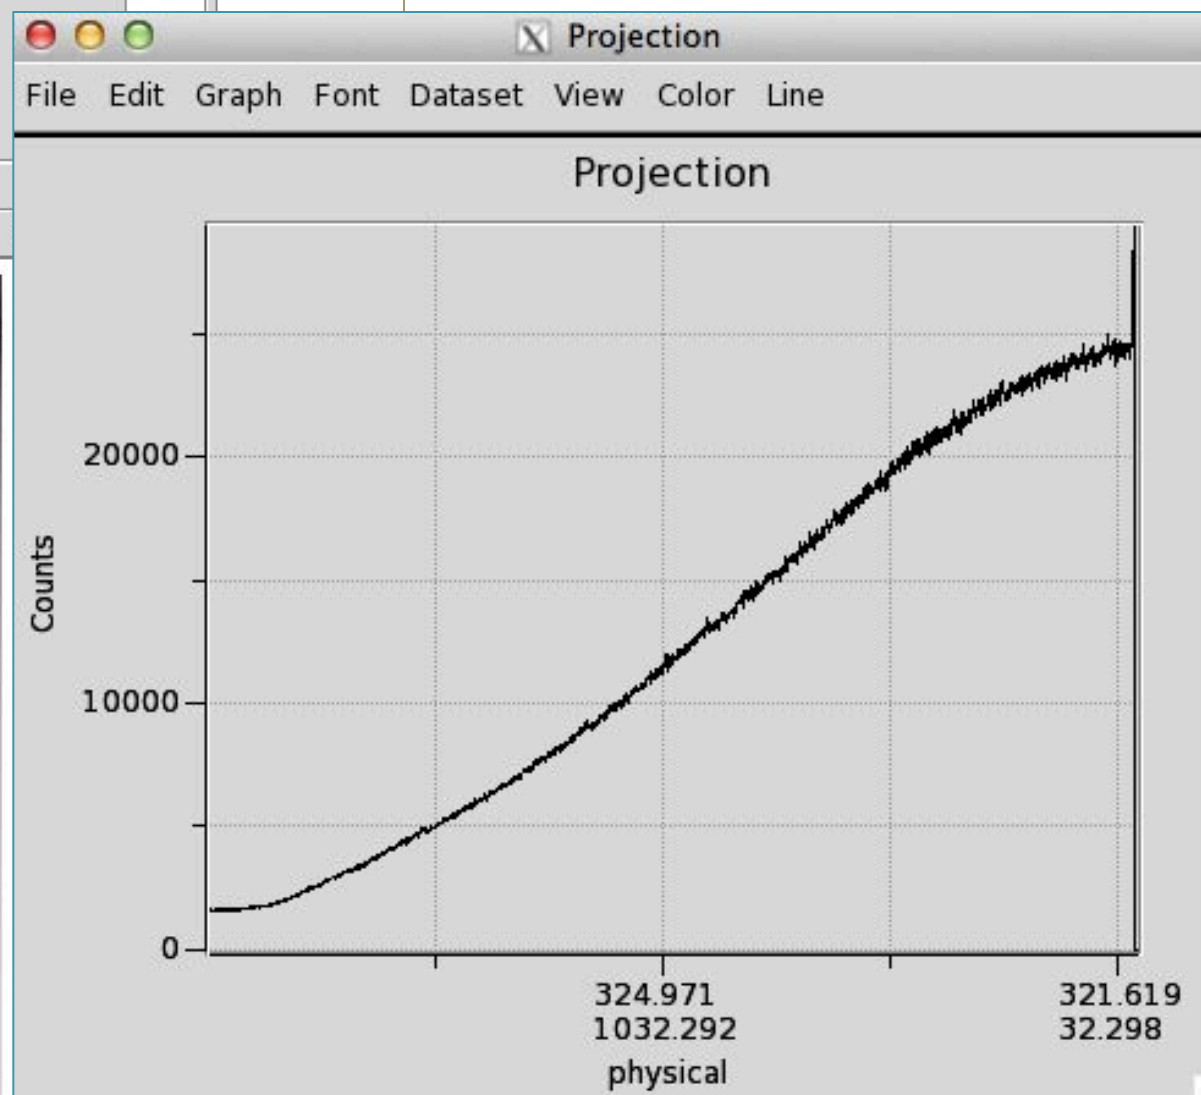 Projection
File Edit Graph Font Dataset View Color Line
Projection
20000
10000
0
Counts
324.971 321.619
1032.292 32.298
physical